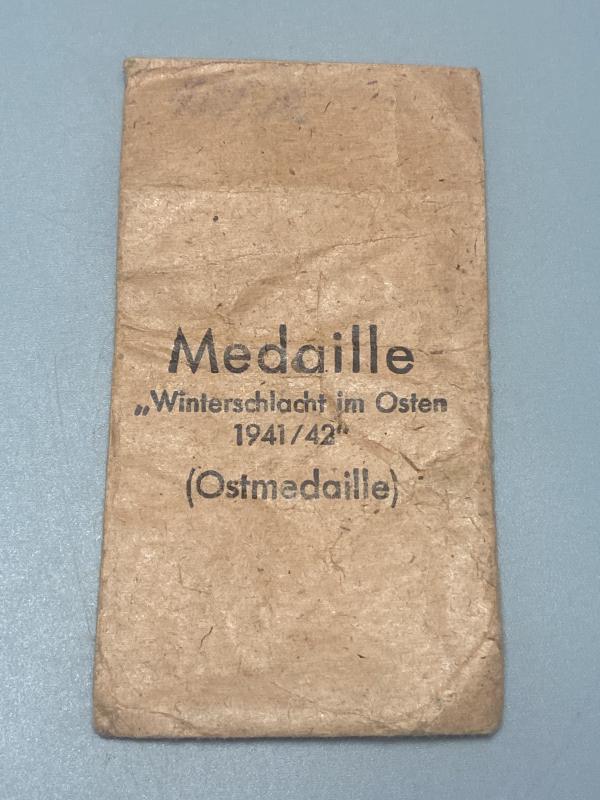 Medaille
„Winterschlacht im Osten
1941/42"
(Ostmedaille)